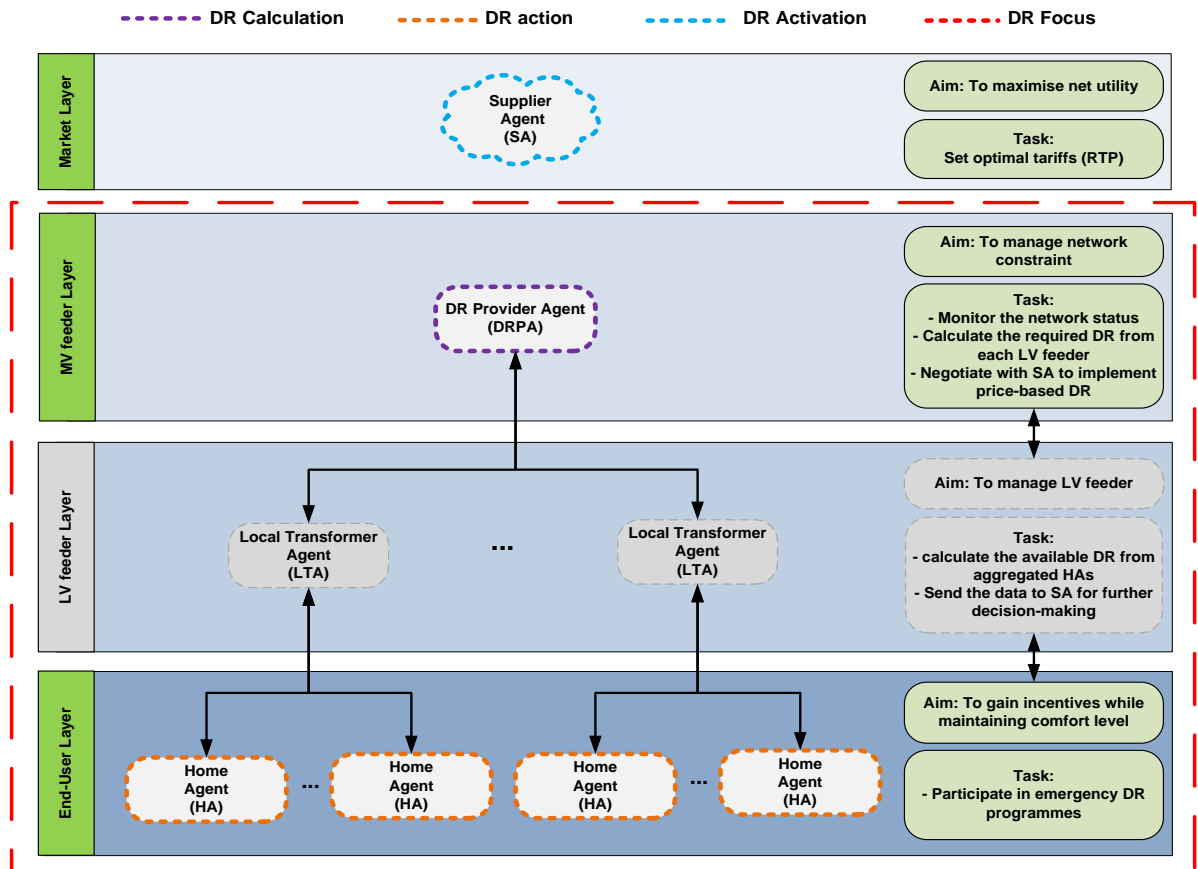 DR Calculation
DR action
DR Activation
DR Focus
Market Layer
Supplier
Agent
(SA)
Aim: To maximise net utility
Task:
Set optimal tariffs (RTP)
MV feeder Layer
DR Provider Agent
(DRPA)
Aim: To manage network
constraint
Task:
- Monitor the network status
- Calculate the required DR from
each LV feeder
- Negotiate with SA to implement
price-based DR
LV feeder Layer
Local Transformer
Agent
(LTA)
...
Local Transformer
Agent
(LTA)
Aim: To manage LV feeder
Task:
- calculate the available DR from
aggregated HAs
- Send the data to SA for further
decision-making
End-User Layer
Home
Agent
(HA)
...
Home
Agent
(HA)
Home
Agent
(HA)
...
Home
Agent
(HA)
Aim: To gain incentives while
maintaining comfort level
Task:
- Participate in emergency DR
programmes